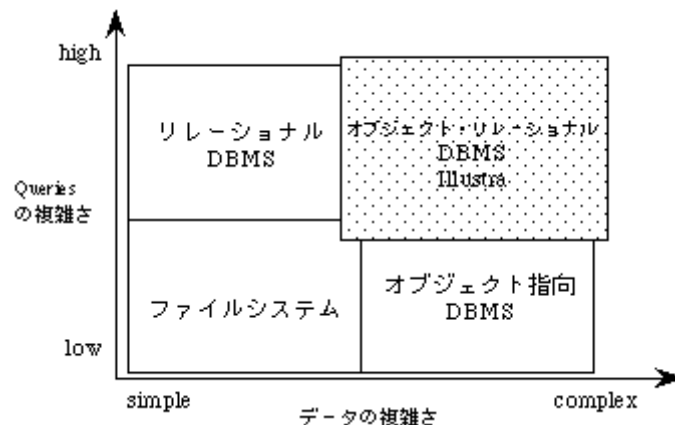 high
リレーショナル
DBMS
オブジェクト・リレーショナル
DBMS
Illustra
Queries
の複雑さ
ファイルシステム
オブジェクト指向
DBMS
low
simple
データの複雑さ
complex